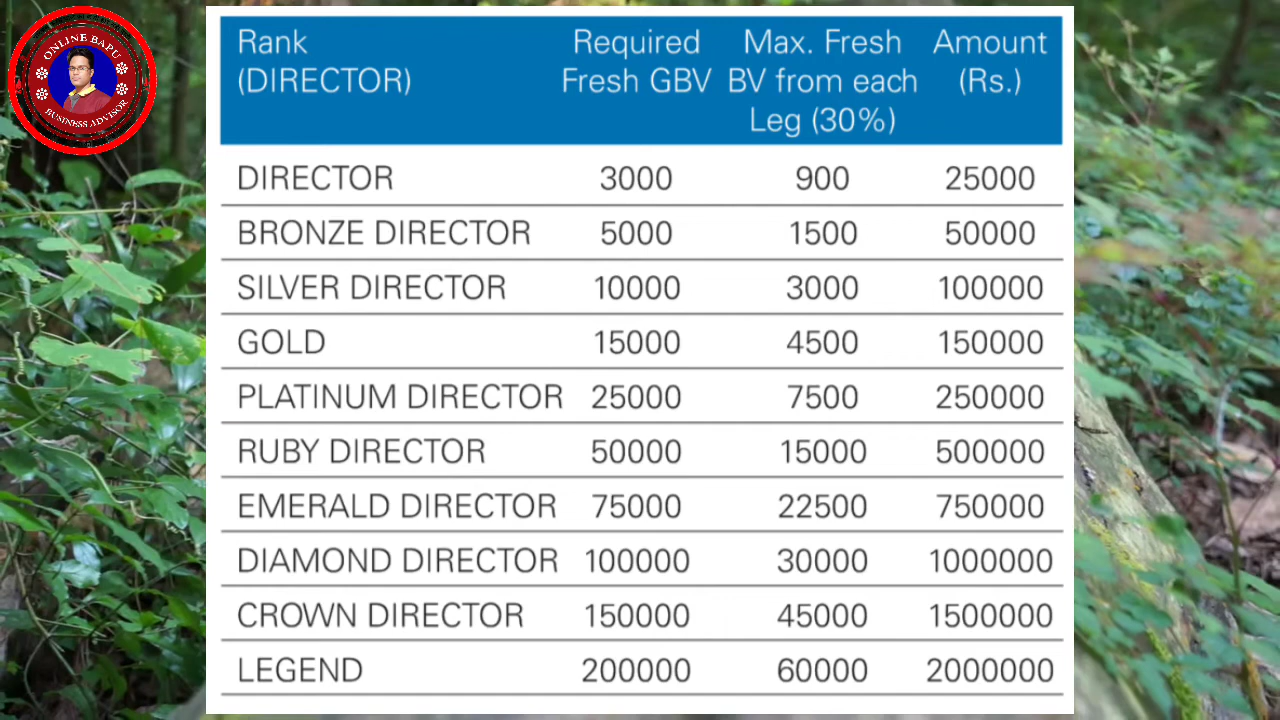 ONLINE BAPU
BUSINESS ADVISOR
Rank (DIRECTOR) Required Fresh GBV Max. Fresh BV from each Leg (30%) Amount (Rs.)
DIRECTOR 3000 900 25000
BRONZE DIRECTOR 5000 1500 50000
SILVER DIRECTOR 10000 3000 100000
GOLD 15000 4500 150000
PLATINUM DIRECTOR 25000 7500 250000
RUBY DIRECTOR 50000 15000 500000
EMERALD DIRECTOR 75000 22500 750000
DIAMOND DIRECTOR 100000 30000 1000000
CROWN DIRECTOR 150000 45000 1500000
LEGEND 200000 60000 2000000